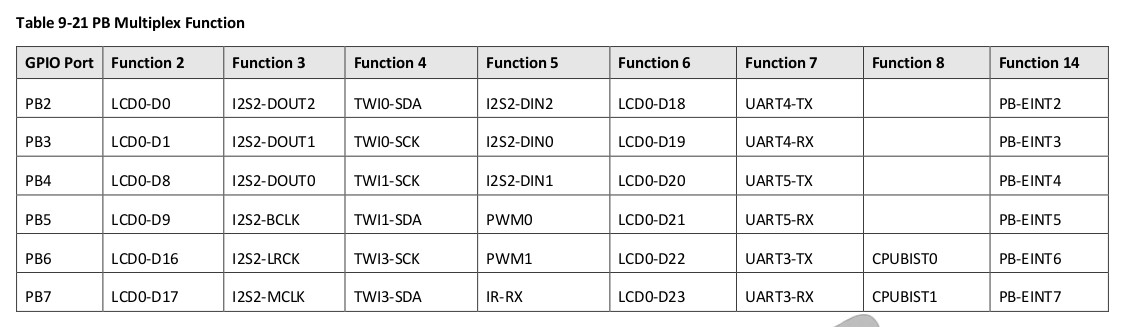 Table 9-21 PB Multiplex Function
GPIO Port Function 2 Function 3 Function 4 Function 5 Function 6 Function 7 Function 8 Function 14
PB2 LCD0-D0 I2S2-DOUT2 TWI0-SDA I2S2-DIN2 LCD0-D18 UART4-TX PB-EINT2
PB3 LCD0-D1 I2S2-DOUT1 TWI0-SCK I2S2-DIN0 LCD0-D19 UART4-RX PB-EINT3
PB4 LCD0-D8 I2S2-DOUT0 TWI1-SCK I2S2-DIN1 LCD0-D20 UART5-TX PB-EINT4
PB5 LCD0-D9 I2S2-BCLK TWI1-SDA PWM0 LCD0-D21 UART5-RX PB-EINT5
PB6 LCD0-D16 I2S2-LRCK TWI3-SCK PWM1 LCD0-D22 UART3-TX CPUBIST0 PB-EINT6
PB7 LCD0-D17 I2S2-MCLK TWI3-SDA IR-RX LCD0-D23 UART3-RX CPUBIST1 PB-EINT7